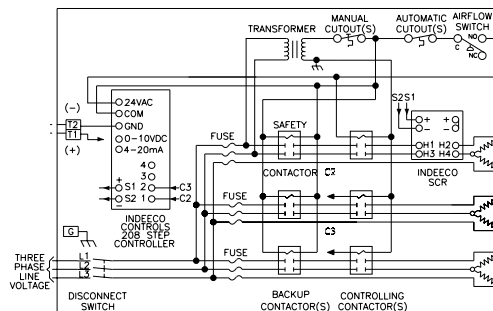 TRANSFORMER
MANUAL
CUTOUT(S)
AUTOMATIC
CUTOUT(S)
AIRFLOW
SWITCH
NO
C
NC
24VAC
COM
GND
0-10VDC
4-20mA
4
3
2
1
(-)
T2
T1
(+)
+
S1
S2
-
C3
C2
INDEECO
CONTROLS
208 STEP
CONTROLLER
G
FUSE
SAFETY
CONTACTOR
C2
S2S1
+ +
- -
H1 H2
H3 H4
INDEECO
SCR
FUSE
C3
FUSE
THREE
PHASE
LINE
VOLTAGE
L1
L2
L3
DISCONNECT
SWITCH
BACKUP
CONTACTOR(S)
CONTROLLING
CONTACTOR(S)